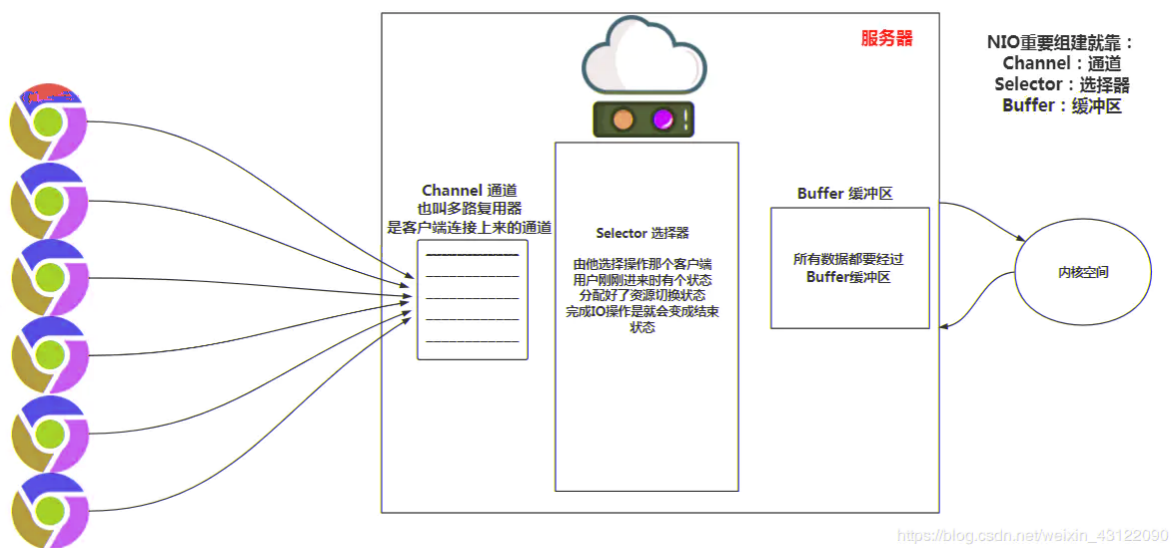 服务器
NIO重要组建就靠：
Channel：通道
Selector：选择器
Buffer：缓冲区
Channel 通道
也叫多路复用器
是客户端连接上来的通道
Selector 选择器
由他选择操作那个客户端
用户刚刚进来时有个状态
分配好了资源切换状态
完成IO操作是就会变成结束
状态
Buffer 缓冲区
所有数据都要经过
Buffer缓冲区
内核空间
https://blog.csdn.net/weixin_43122090